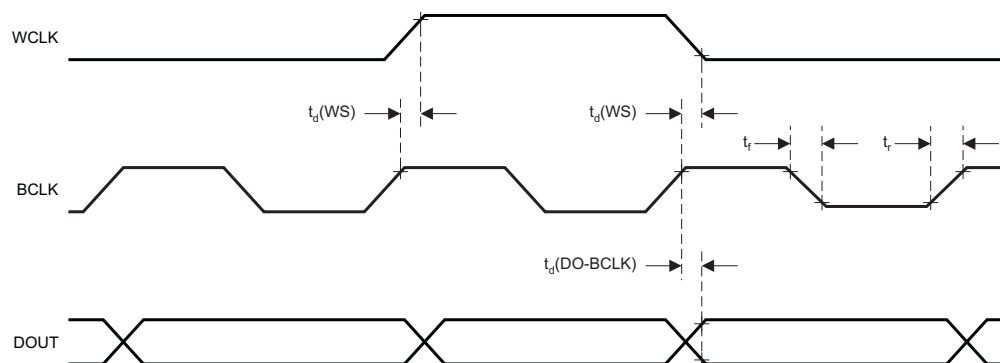 WCLK
t_d(WS) t_d(WS)
t_f t_r
BCLK
t_d(DO-BCLK)
DOUT